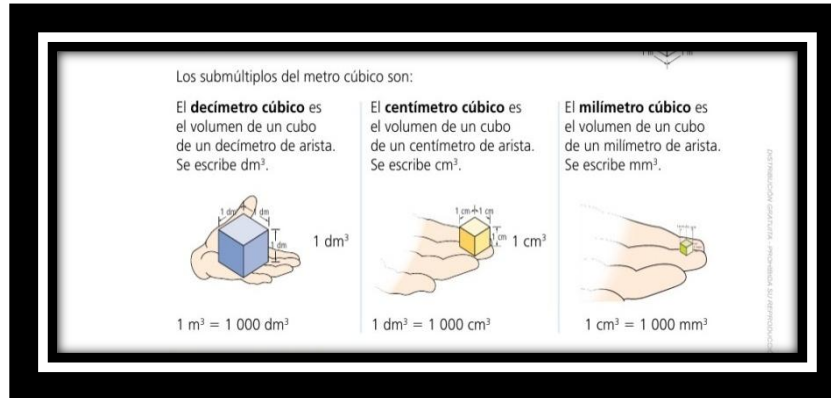 Los submúltiplos del metro cúbico son:
El decímetro cúbico es
el volumen de un cubo
de un decímetro de arista.
Se escribe dm³.
1 dm 1 dm
1 dm
1 dm³
1 m³ = 1 000 dm³
El centímetro cúbico es
el volumen de un cubo
de un centímetro de arista.
Se escribe cm³.
1 cm 1 cm
1 cm
1 cm³
1 dm³ = 1 000 cm³
El milímetro cúbico es
el volumen de un cubo
de un milímetro de arista.
Se escribe mm³.
1 cm³ = 1 000 mm³
DISTRIBUCIÓN GRATUITA - PROHIBIDA SU